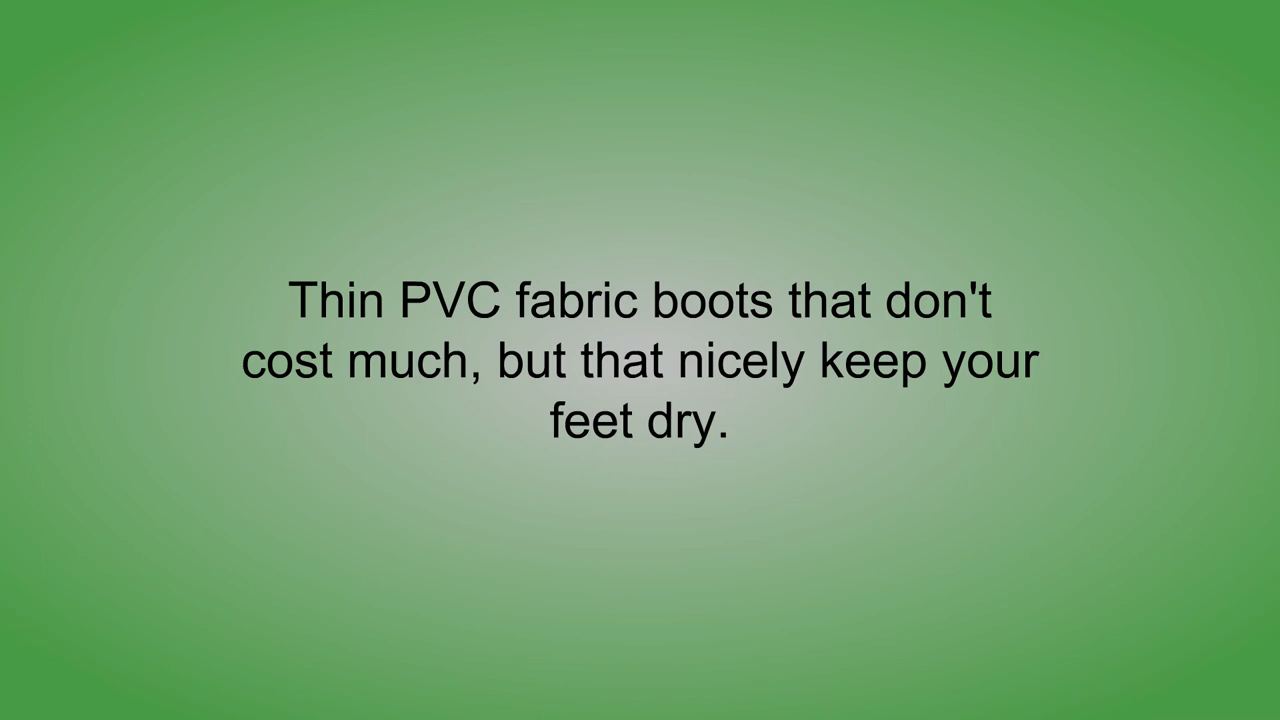 Thin PVC fabric boots that don't
cost much, but that nicely keep your
feet dry.